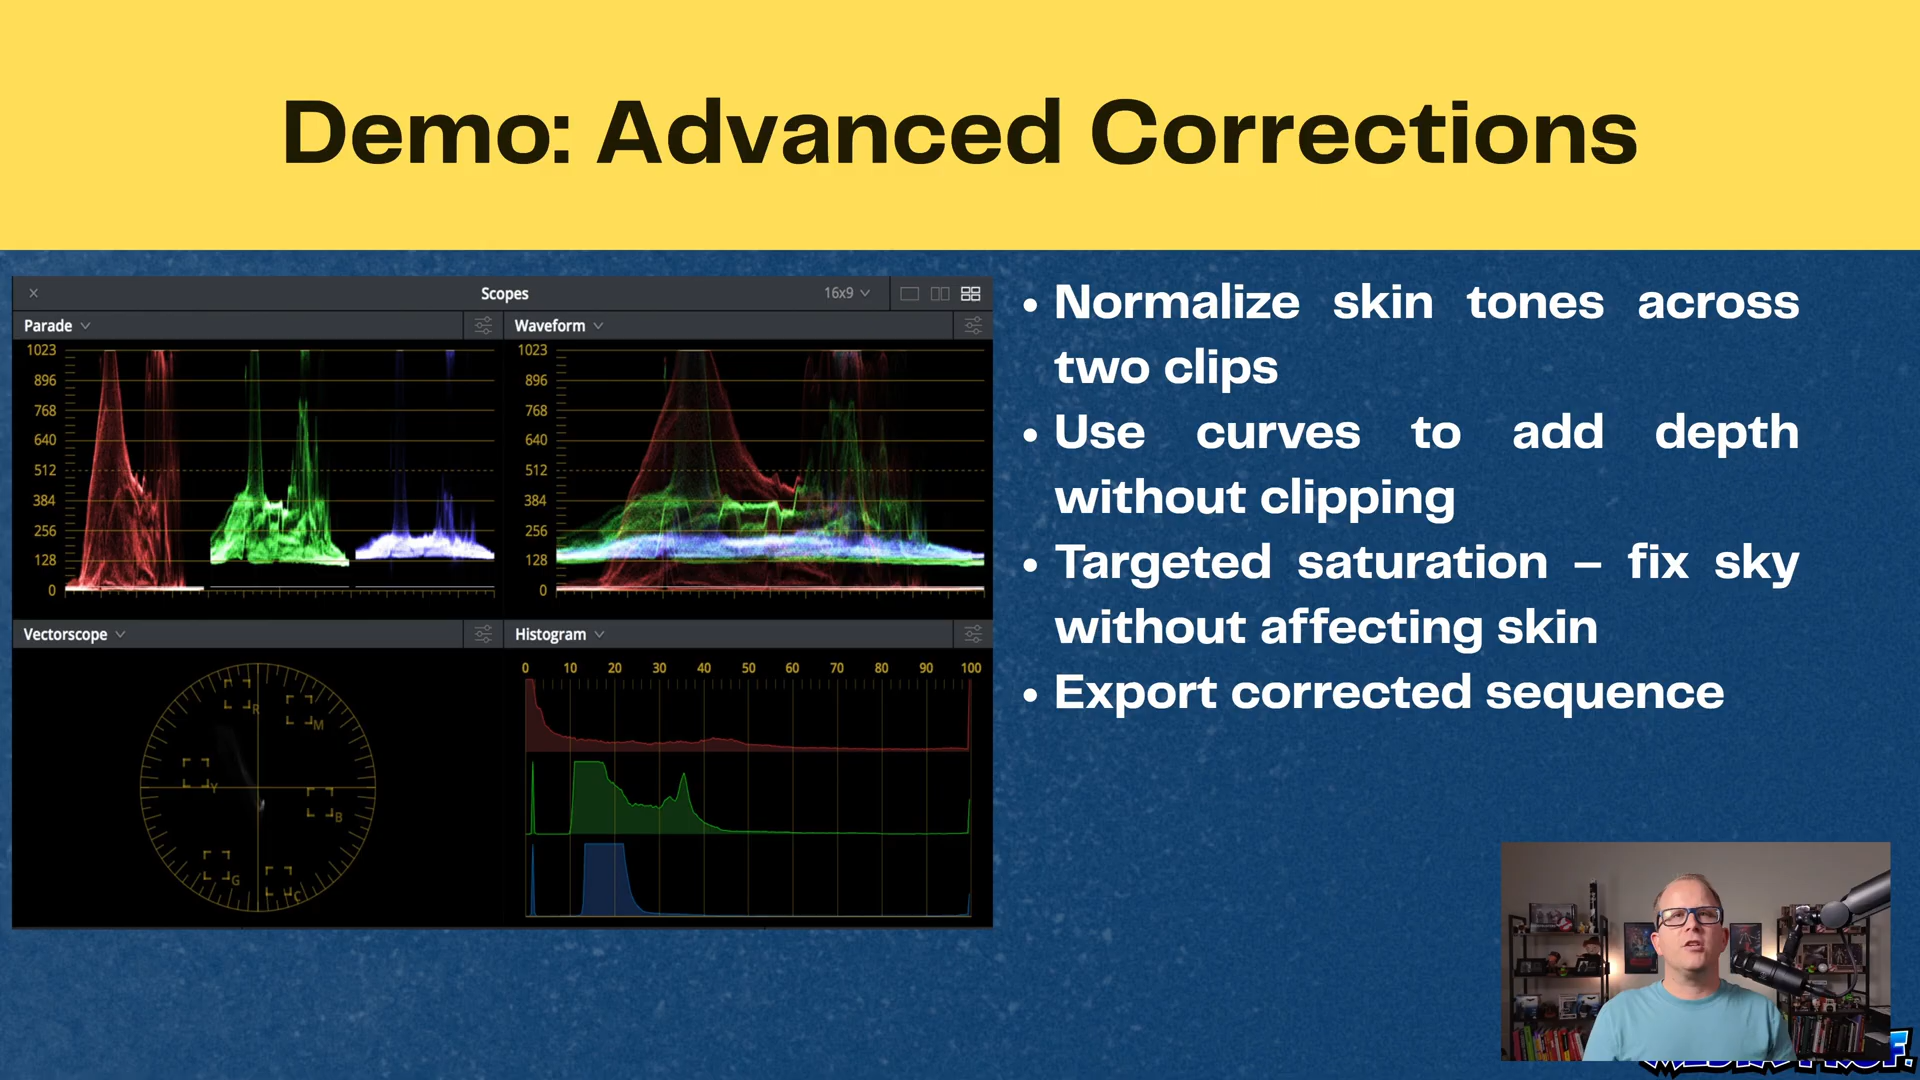 Demo: Advanced Corrections
Scopes
16x9
Parade
Waveform
1023
896
768
640
512
384
256
128
0
1023
896
768
640
512
384
256
128
0
Vectorscope
Histogram
R
M
Y
B
G
C
0 10 20 30 40 50 60 70 80 90 100
• Normalize skin tones across
two clips
• Use curves to add depth
without clipping
• Targeted saturation – fix sky
without affecting skin
• Export corrected sequence